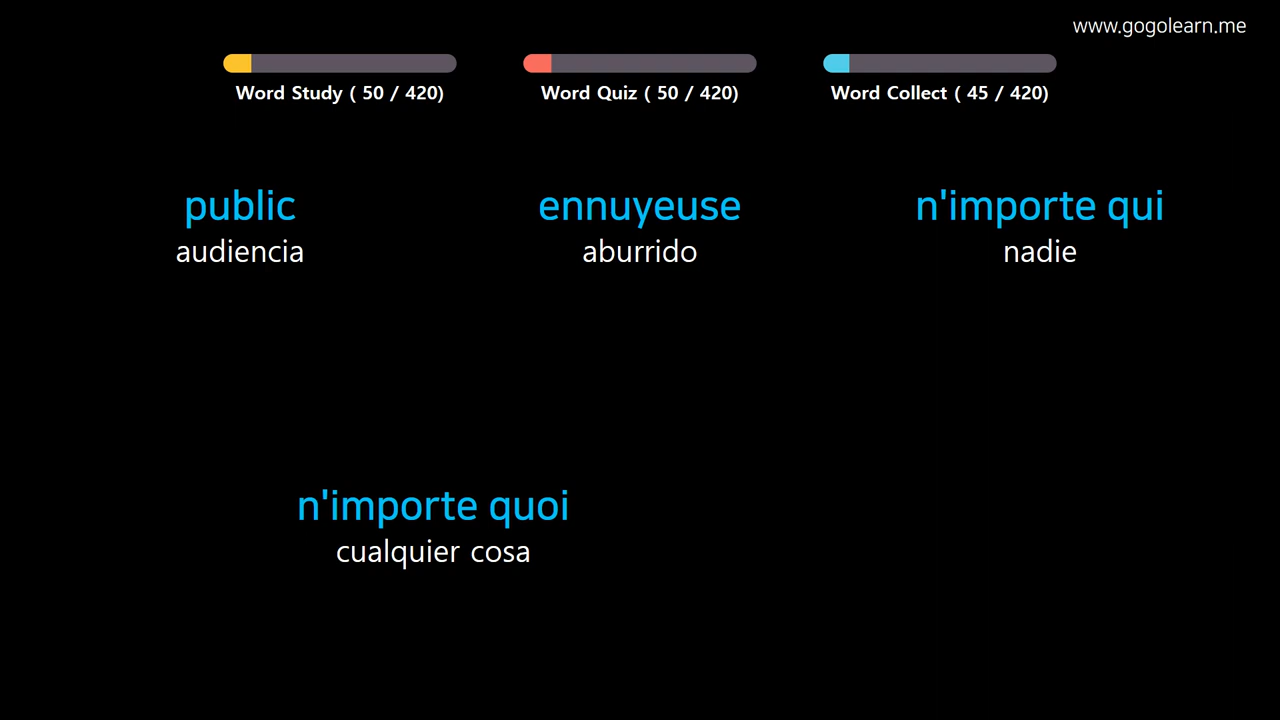 www.gogolearn.me
Word Study ( 50 / 420)
Word Quiz ( 50 / 420)
Word Collect ( 45 / 420)
public
audiencia
ennuyeuse
aburrido
n'importe qui
nadie
n'importe quoi
cualquier cosa